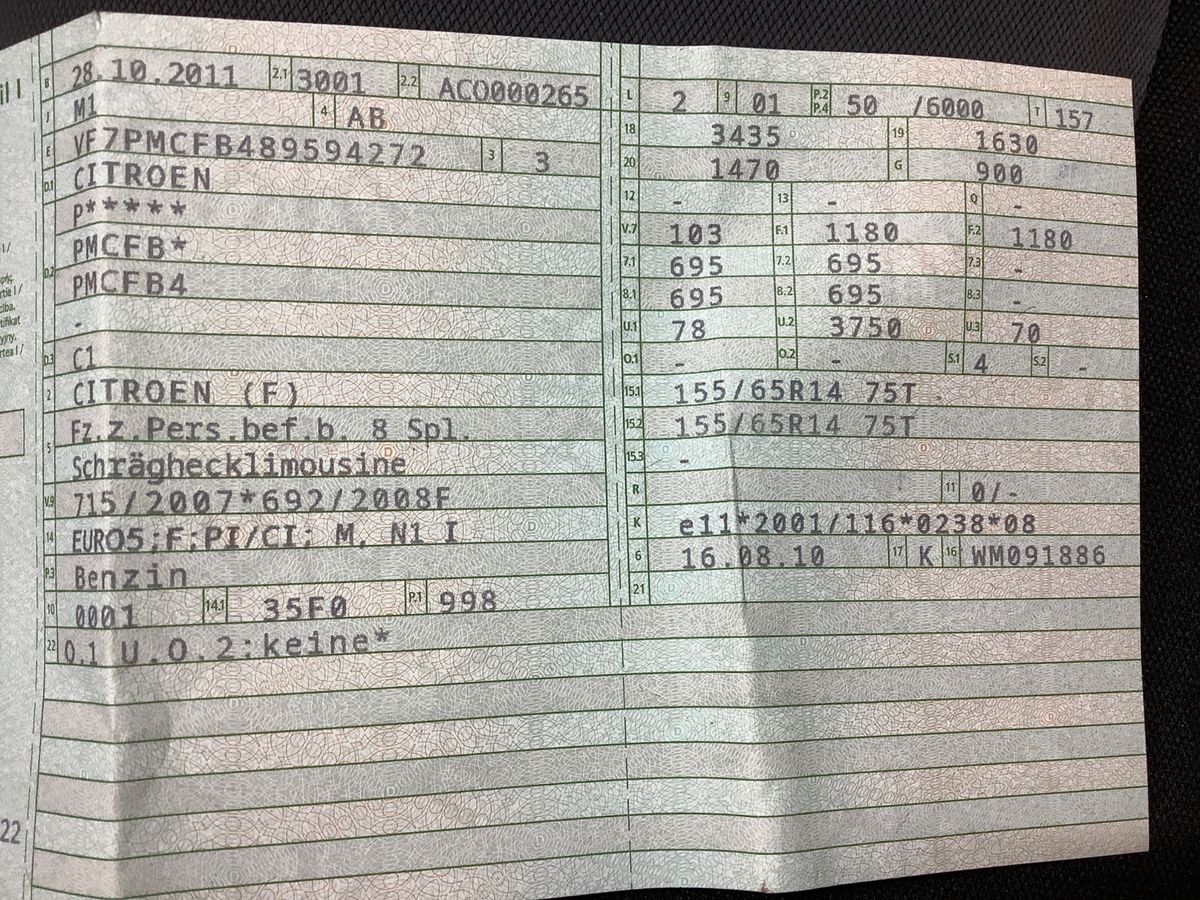 il I
B 28.10.2011 2.1 3001 2.2 ACO000265
J M1 4 AB
E VF7PMCFB489594272 3 3
D.1 CITROEN
P*****
D.2 PMCFB*
PMCFB4
-
D.3 C1
2 CITROEN (F)
5 Fz.z.Pers.bef.b. 8 Spl.
Schräghecklimousine
V.9 715/2007*692/2008F
14 EURO5;F;PI/CI; M, N1 I
P.3 Benzin
10 0001 14.1 35F0 P.1 998
22 O.1 U.O.2:keine*
L 2 9 01 P.2 P.4 50 /6000 T 157
18 3435 19 1630
20 1470 G 900
12 - 13 - Q -
V.7 103 F.1 1180 F.2 1180
7.1 695 7.2 695 7.3 -
8.1 695 8.2 695 8.3 -
U.1 78 U.2 3750 U.3 70
O.1 - O.2 - S.1 4 S.2 -
15.1 155/65R14 75T
15.2 155/65R14 75T
15.3 -
R 11 0/-
K e11*2001/116*0238*08
6 16.08.10 17 K 16 WM091886
21
22